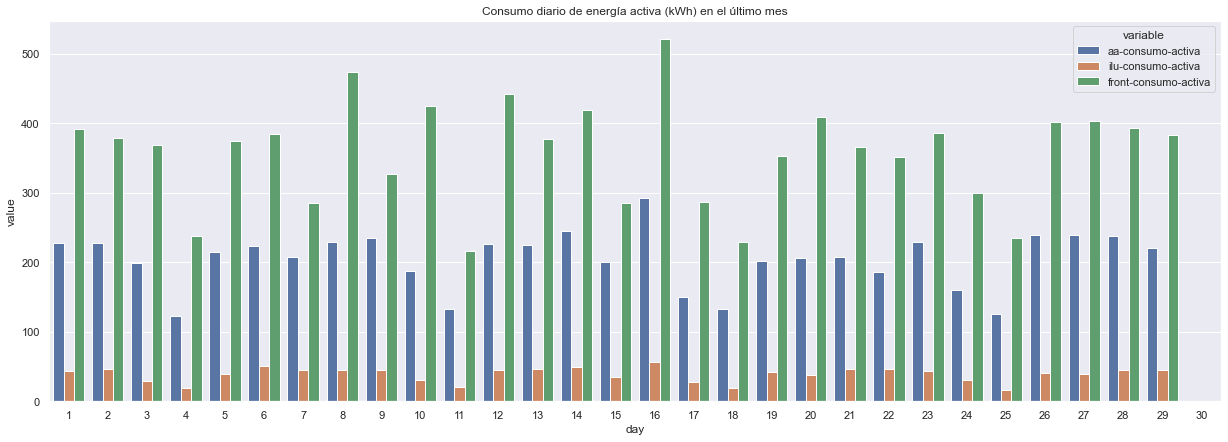 Consumo diario de energía activa (kWh) en el último mes
variable
aa-consumo-activa
ilu-consumo-activa
front-consumo-activa
value
500
400
300
200
100
0
1 2 3 4 5 6 7 8 9 10 11 12 13 14 15 16 17 18 19 20 21 22 23 24 25 26 27 28 29 30
day